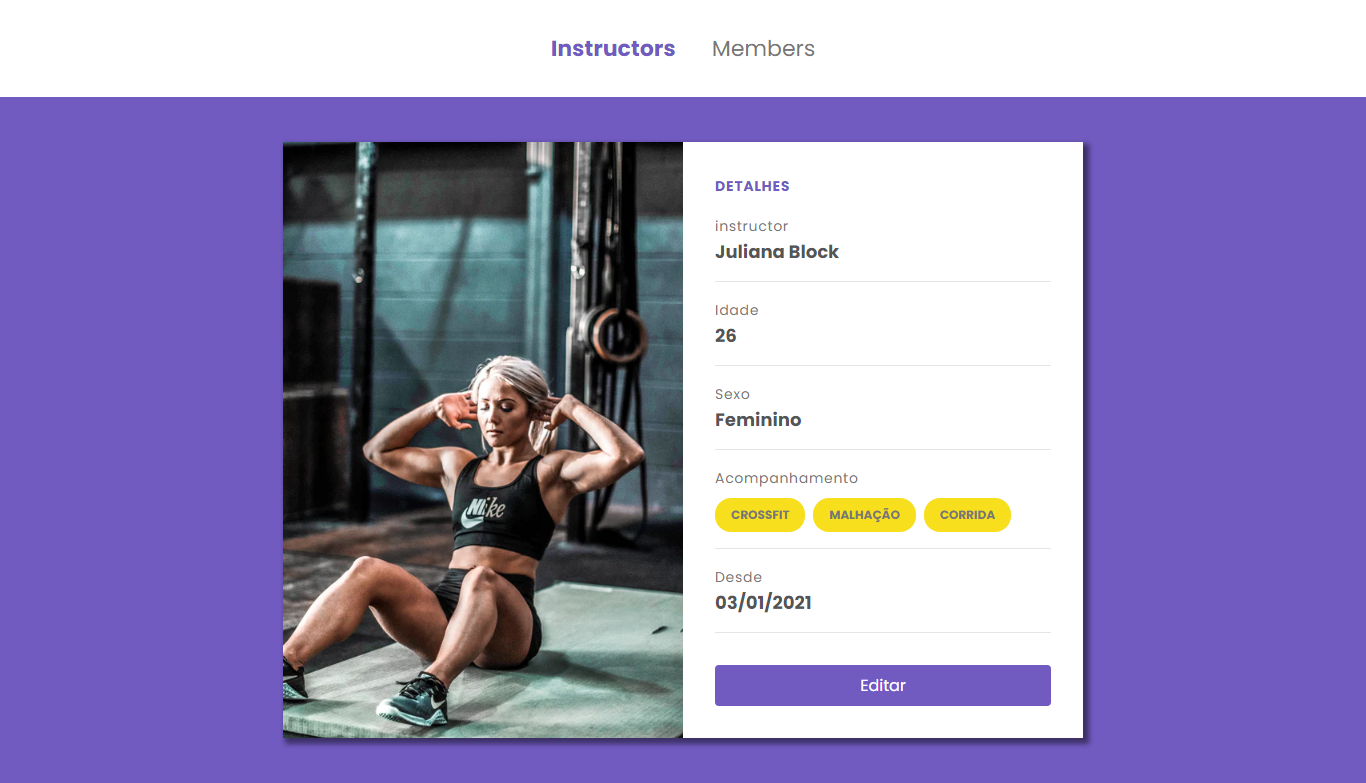 Instructors Members
DETALHES
instructor
Juliana Block
Idade
26
Sexo
Feminino
Acompanhamento
CROSSFIT MALHAÇÃO CORRIDA
Desde
03/01/2021
Editar